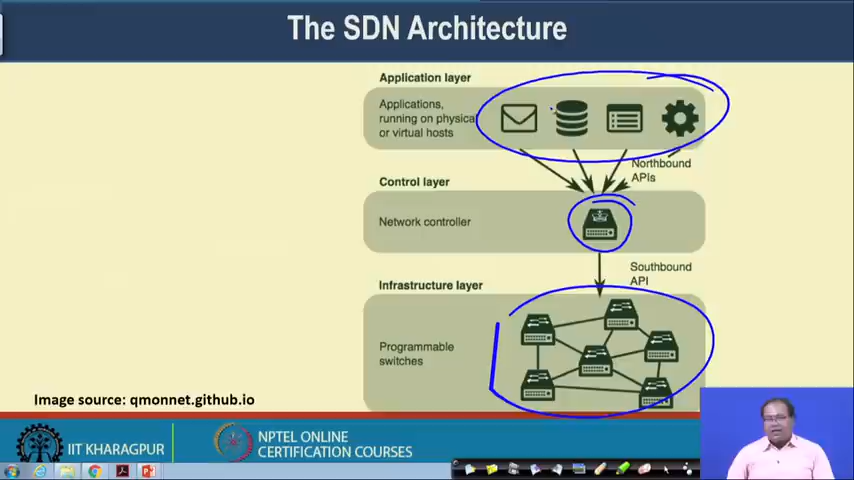 The SDN Architecture
Application layer
Applications,
running on physical
or virtual hosts
Northbound
APIs
Control layer
Network controller
Southbound
API
Infrastructure layer
Programmable
switches
Image source: qmonnet.github.io
IIT KHARAGPUR
NPTEL ONLINE
CERTIFICATION COURSES